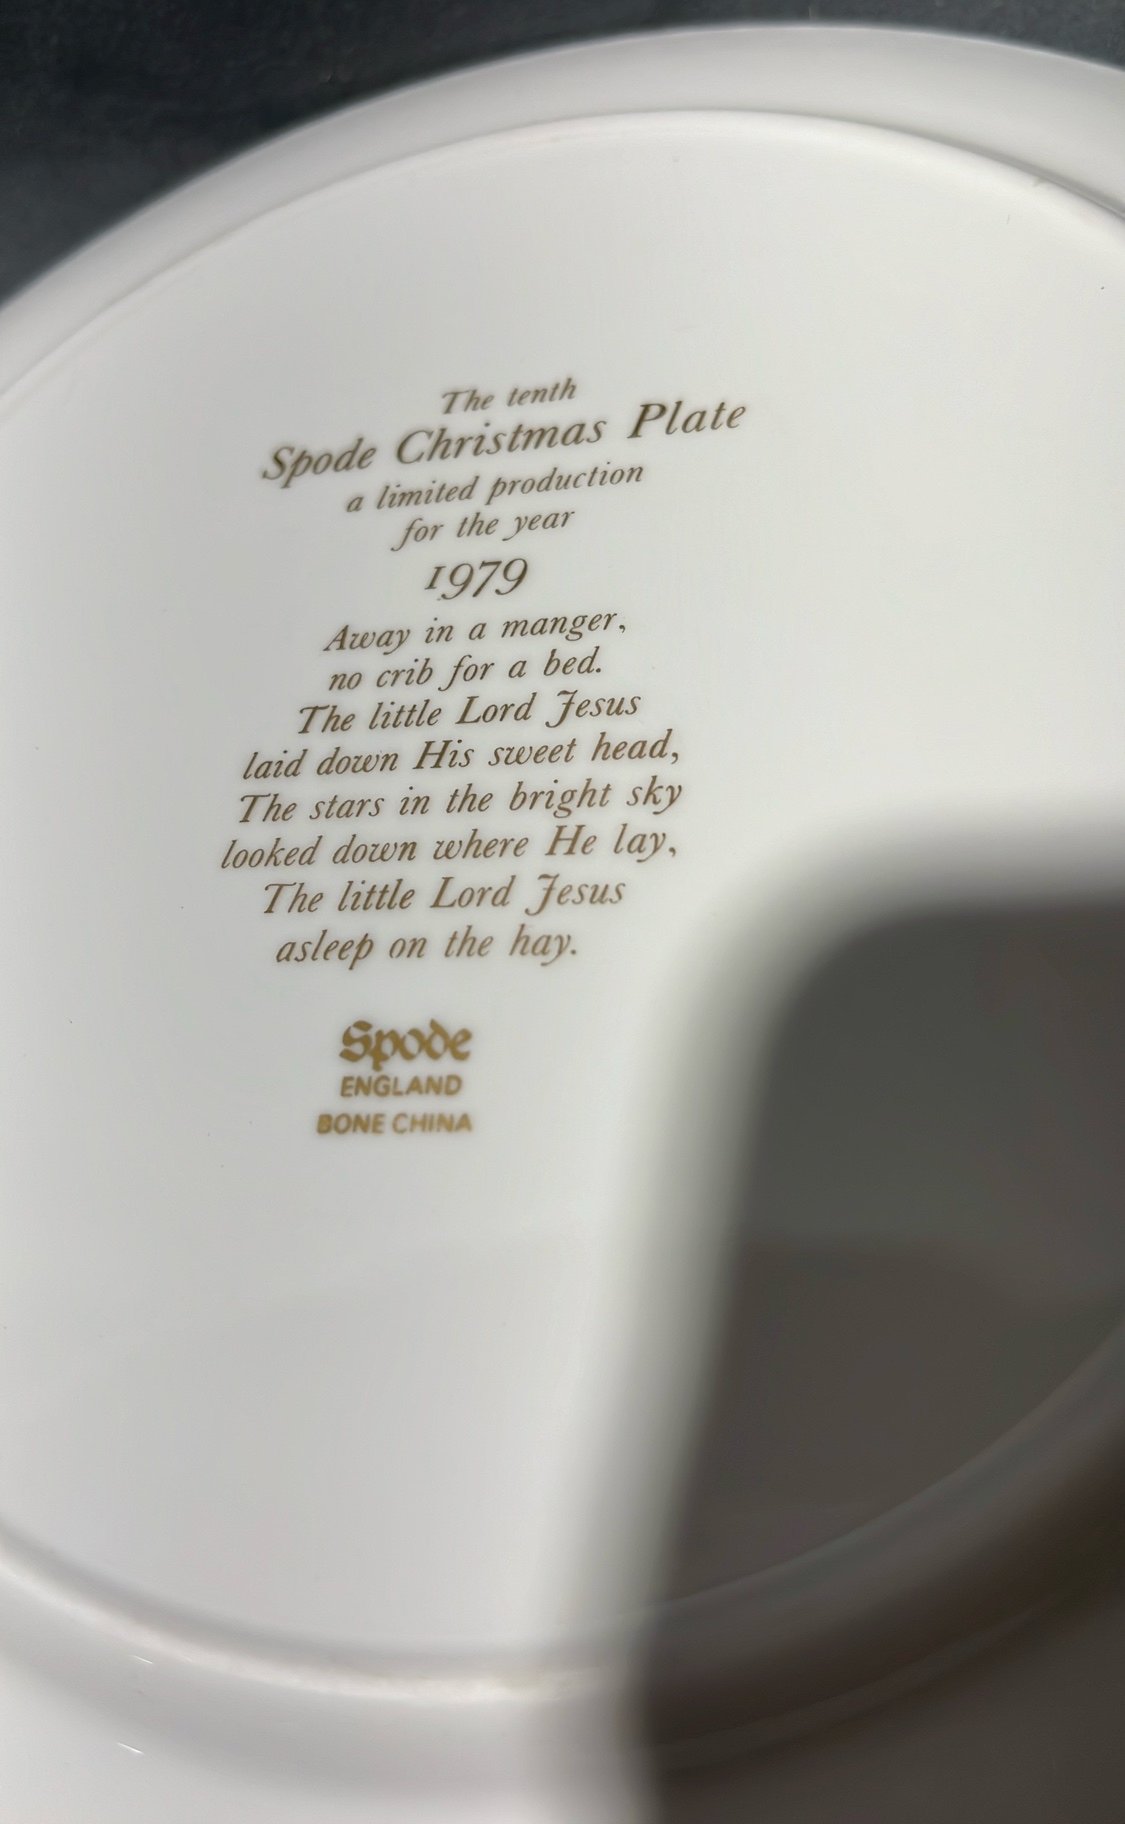 The tenth
Spode Christmas Plate
a limited production
for the year
1979
Away in a manger,
no crib for a bed.
The little Lord Jesus
laid down His sweet head,
The stars in the bright sky
looked down where He lay,
The little Lord Jesus
asleep on the hay.
Spode
ENGLAND
BONE CHINA